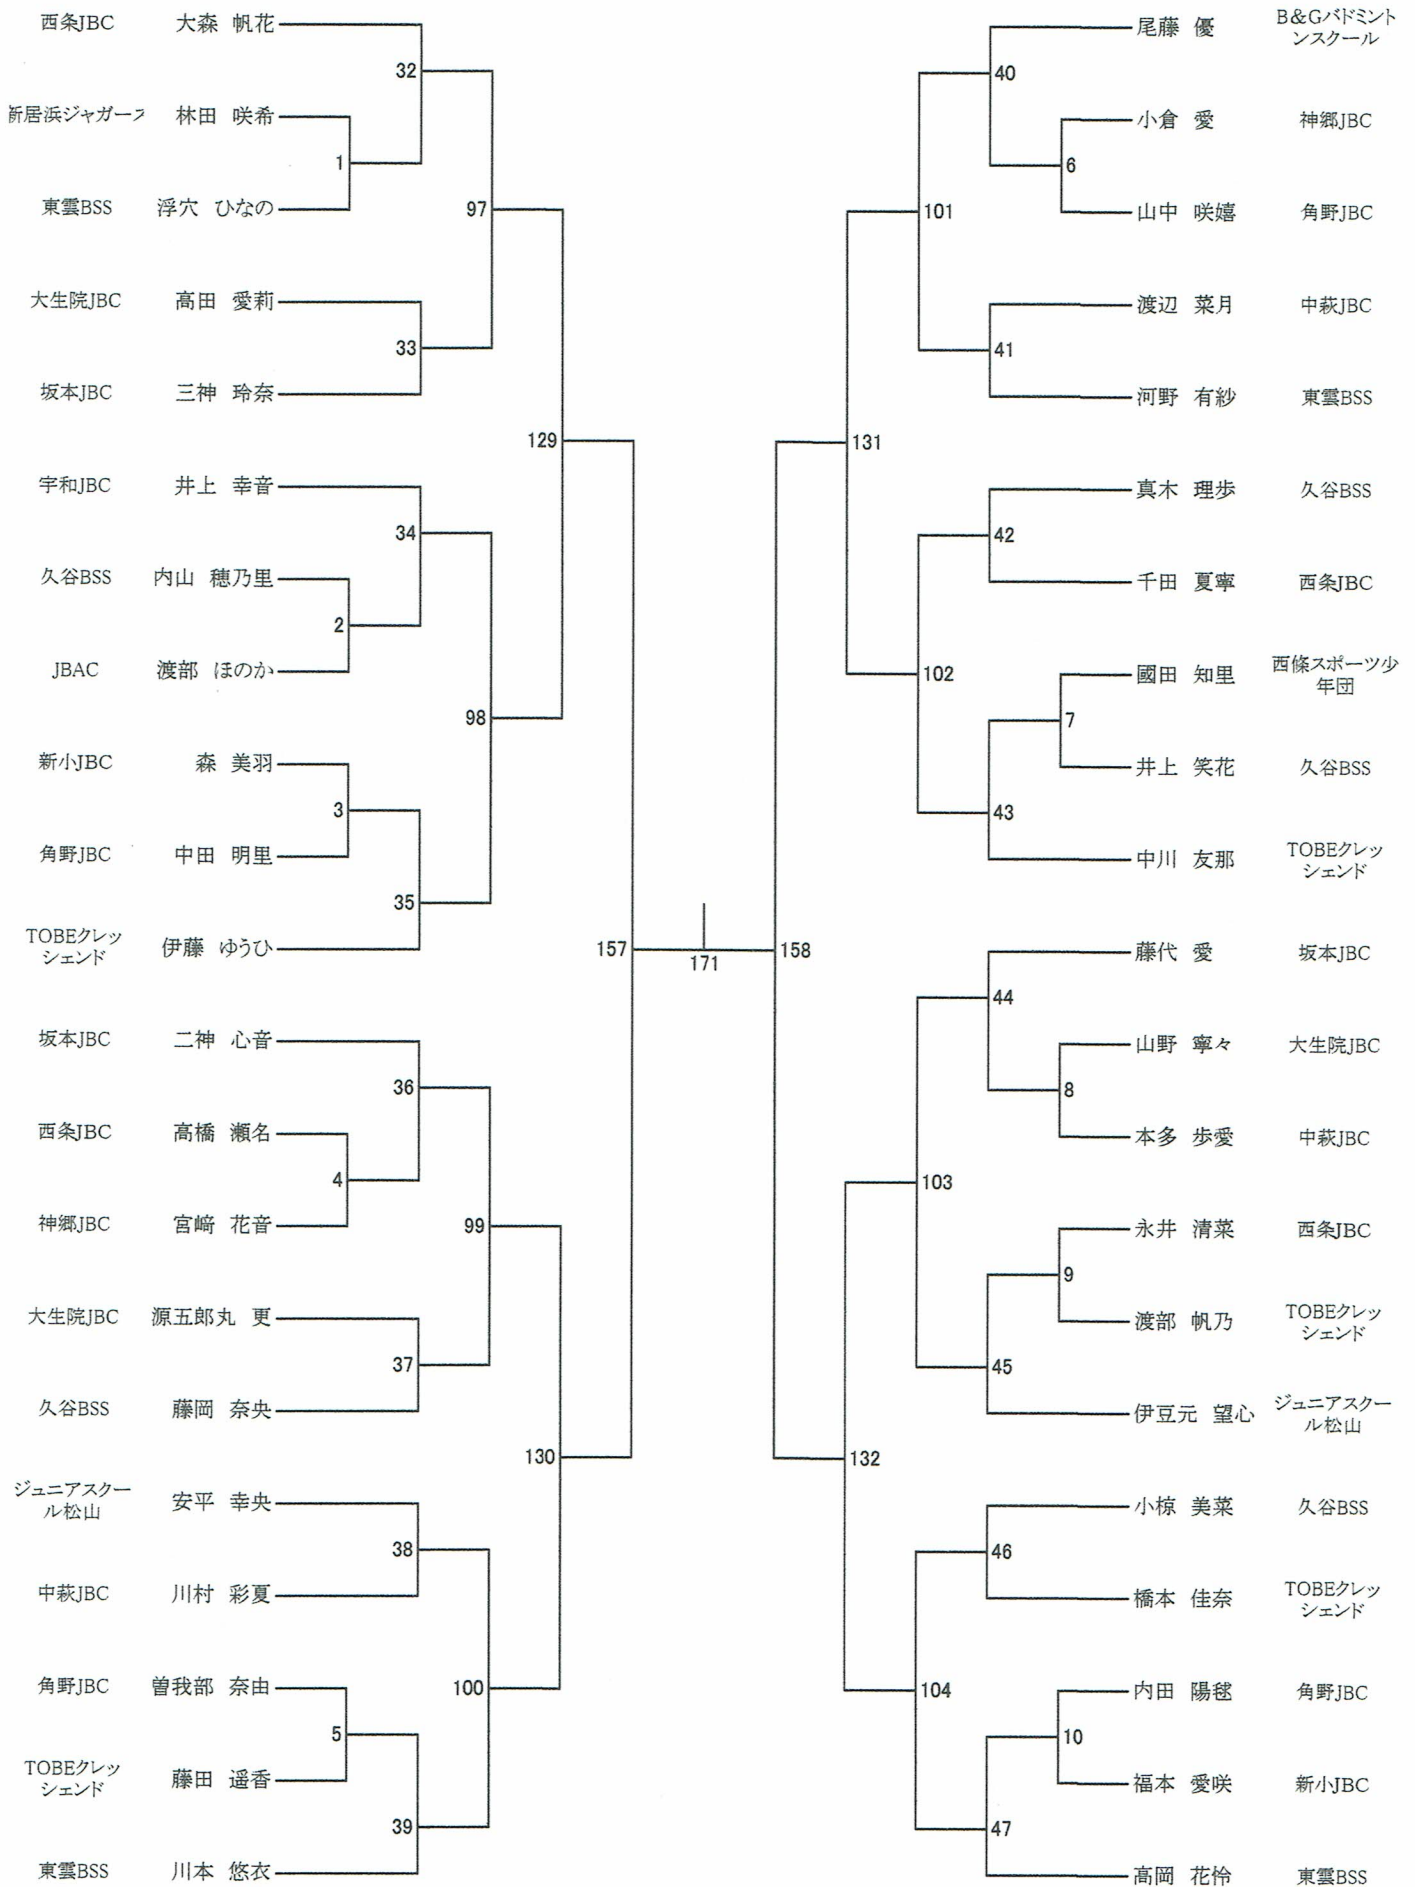 西条JBC 大森 帆花
32
新居浜ジャガース 林田 咲希
1
東雲BSS 浮穴 ひなの
97
大生院JBC 高田 愛莉
33
坂本JBC 三神 玲奈
129
宇和JBC 井上 幸音
34
久谷BSS 内山 穂乃里
2
JBAC 渡部 ほのか
98
新小JBC 森 美羽
3
角野JBC 中田 明里
35
TOBEクレッ
シェンド
伊藤 ゆうひ
157
171
坂本JBC 二神 心音
36
西条JBC 高橋 瀬名
4
神郷JBC 宮﨑 花音
99
大生院JBC 源五郎丸 更
37
久谷BSS 藤岡 奈央
130
ジュニアスクー
ル松山
安平 幸央
38
中萩JBC 川村 彩夏
角野JBC 曽我部 奈由
100
5
TOBEクレッ
シェンド
藤田 遥香
39
東雲BSS 川本 悠衣
尾藤 優
B&Gバドミント
ンスクール
40
小倉 愛 神郷JBC
6
山中 咲嬉 角野JBC
101
渡辺 菜月 中萩JBC
41
河野 有紗 東雲BSS
131
真木 理歩 久谷BSS
42
千田 夏寧 西条JBC
102
國田 知里
西條スポーツ少
年団
7
井上 笑花 久谷BSS
43
中川 友那
TOBEクレッ
シェンド
158
藤代 愛 坂本JBC
44
山野 寧々 大生院JBC
8
本多 歩愛 中萩JBC
103
永井 清菜 西条JBC
9
渡部 帆乃
TOBEクレッ
シェンド
45
伊豆元 望心
ジュニアスクー
ル松山
132
小椋 美菜 久谷BSS
46
橋本 佳奈
TOBEクレッ
シェンド
104
内田 陽毬 角野JBC
10
福本 愛咲 新小JBC
47
高岡 花怜 東雲BSS